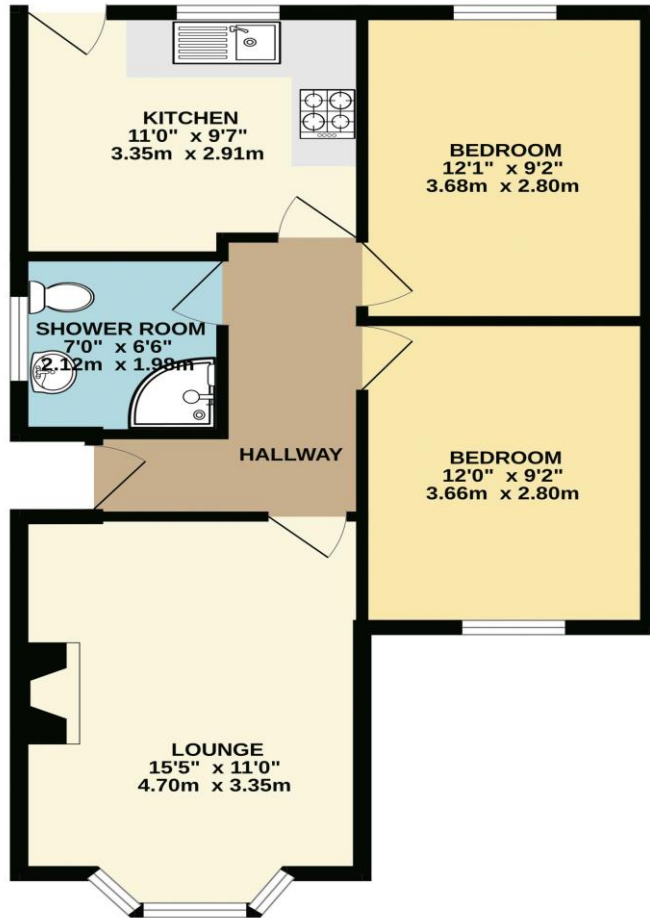 KITCHEN
11'0" x 9'7"
3.35m x 2.91m
BEDROOM
12'1" x 9'2"
3.68m x 2.80m
SHOWER ROOM
7'0" x 6'6"
2.12m x 1.98m
HALLWAY
BEDROOM
12'0" x 9'2"
3.66m x 2.80m
LOUNGE
15'5" x 11'0"
4.70m x 3.35m